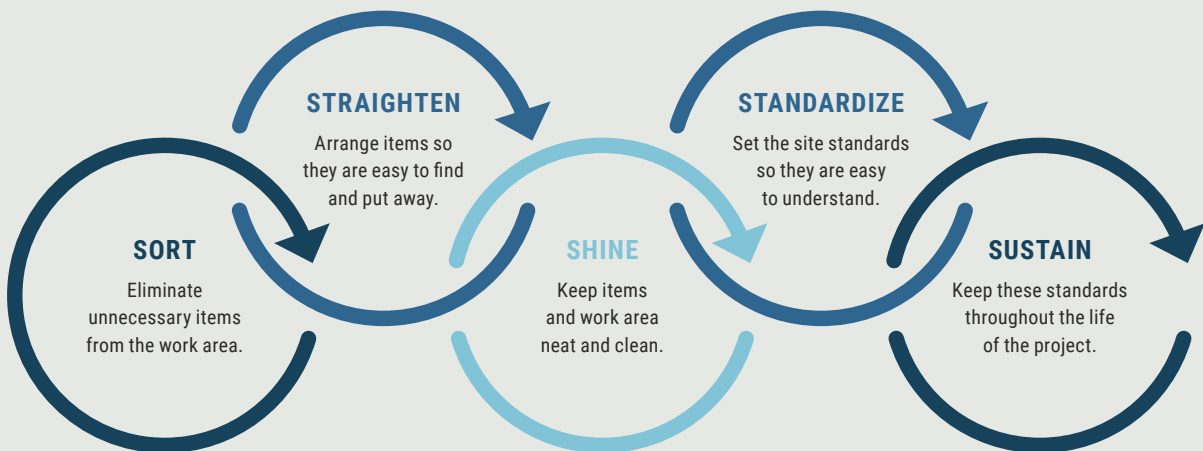 SORT
Eliminate
unnecessary items
from the work area.
STRAIGHTEN
Arrange items so
they are easy to find
and put away.
SHINE
Keep items
and work area
neat and clean.
STANDARDIZE
Set the site standards
so they are easy
to understand.
SUSTAIN
Keep these standards
throughout the life
of the project.